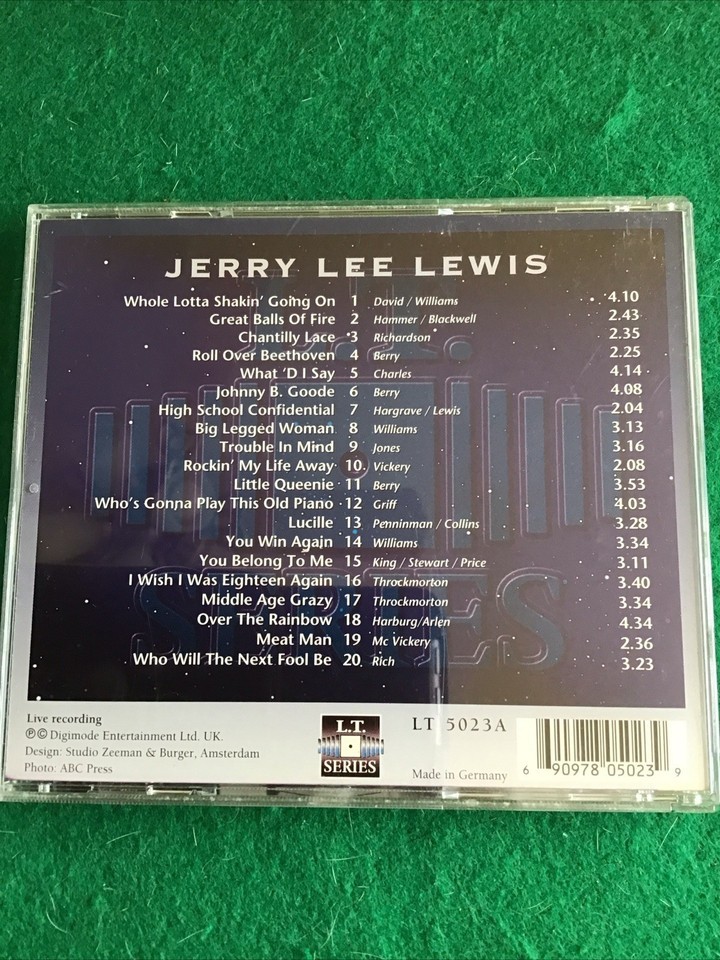 JERRY LEE LEWIS
Whole Lotta Shakin' Going On 1 David / Williams 4.10
Great Balls Of Fire 2 Hammer / Blackwell 2.43
Chantilly Lace 3 Richardson 2.35
Roll Over Beethoven 4 Berry 2.25
What 'D I Say 5 Charles 4.14
Johnny B. Goode 6 Berry 4.08
High School Confidential 7 Hargrave / Lewis 2.04
Big Legged Woman 8 Williams 3.13
Trouble In Mind 9 Jones 3.16
Rockin' My Life Away 10 Vickery 2.08
Little Queenie 11 Berry 3.53
Who's Gonna Play This Old Piano 12 Griff 4.03
Lucille 13 Penninman / Collins 3.28
You Win Again 14 Williams 3.34
You Belong To Me 15 King / Stewart / Price 3.11
I Wish I Was Eighteen Again 16 Throckmorton 3.40
Middle Age Grazy 17 Throckmorton 3.34
Over The Rainbow 18 Harburg/Arlen 4.34
Meat Man 19 Mc Vickery 2.36
Who Will The Next Fool Be 20 Rich 3.23
L.T.
SERIES
Live recording
℗© Digimode Entertainment Ltd. UK.
Design: Studio Zeeman & Burger, Amsterdam
Photo: ABC Press
L.T.
SERIES
LT 5023A
Made in Germany
6 90978 05023 9